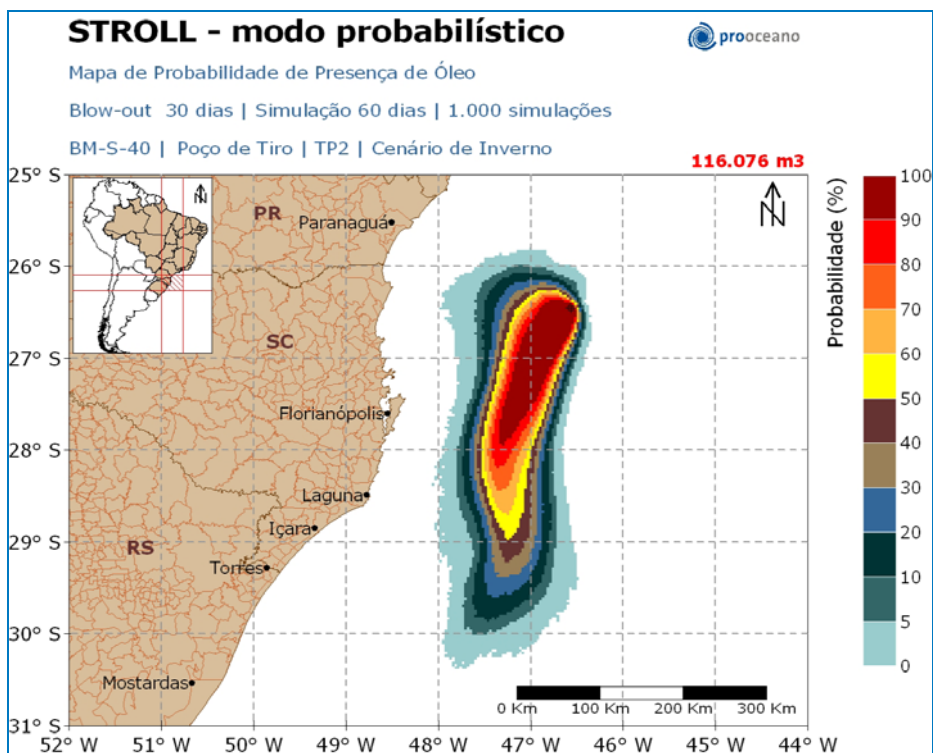 STROLL - modo probabilístico
prooceano
Mapa de Probabilidade de Presença de Óleo
Blow-out 30 dias | Simulação 60 dias | 1.000 simulações
BM-S-40 | Poço de Tiro | TP2 | Cenário de Inverno
116.076 m3
25° S
26° S
27° S
28° S
29° S
30° S
31° S
N
PR
Paranaguá
SC
Florianópolis
Laguna
Içara
RS
Torres
Mostardas
N
0 Km 100 Km 200 Km 300 Km
52° W 51° W 50° W 49° W 48° W 47° W 46° W 45° W 44° W
Probabilidade (%)
100
90
80
70
60
50
40
30
20
10
5
0